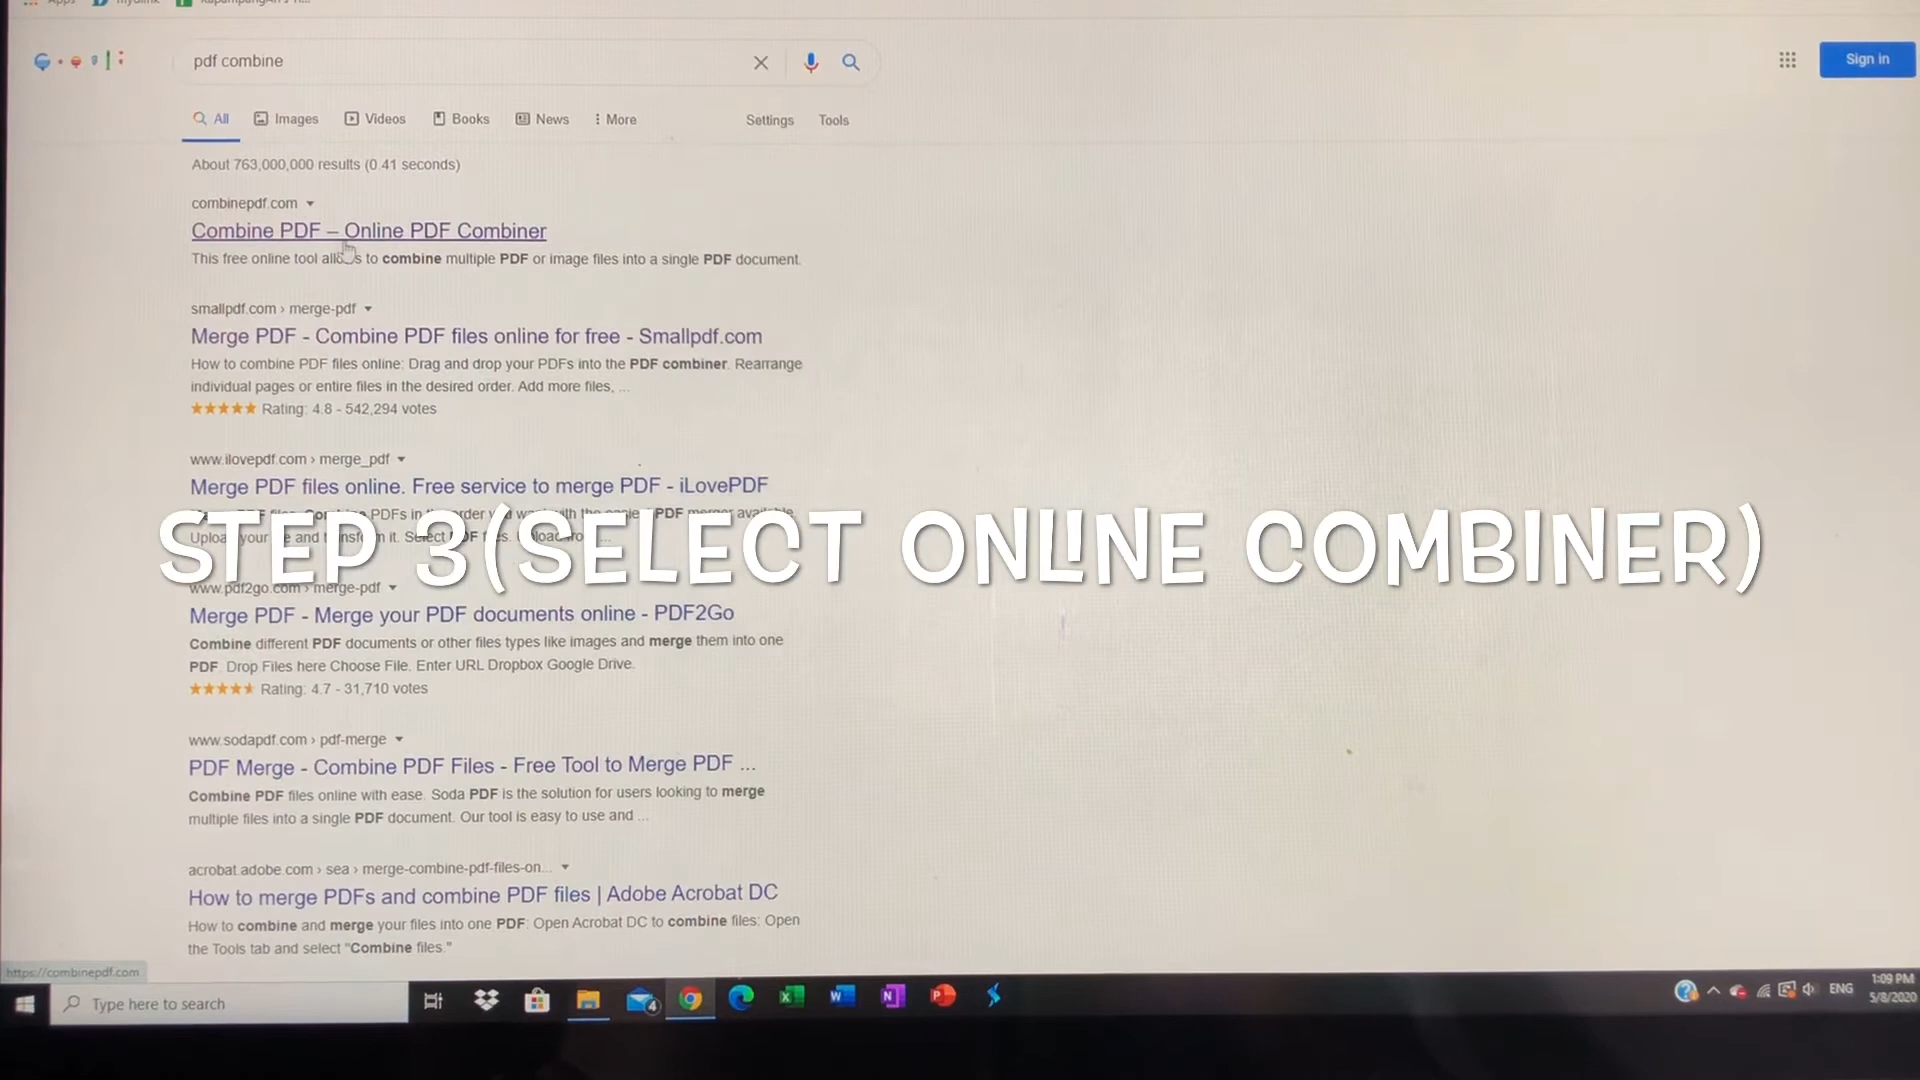 pdf combine
Sign in
All Images Videos Books News More Settings Tools
About 763,000,000 results (0.41 seconds)
combinepdf.com
Combine PDF – Online PDF Combiner
This free online tool allows to combine multiple PDF or image files into a single PDF document.
smallpdf.com › merge-pdf
Merge PDF - Combine PDF files online for free - Smallpdf.com
How to combine PDF files online: Drag and drop your PDFs into the PDF combiner. Rearrange
individual pages or entire files in the desired order. Add more files, ...
Rating: 4.8 - 542,294 votes
www.ilovepdf.com › merge_pdf
Merge PDF files online. Free service to merge PDF - iLovePDF
STEP 3(SELECT ONLINE COMBINER)
www.pdf2go.com › merge-pdf
Merge PDF - Merge your PDF documents online - PDF2Go
Combine different PDF documents or other files types like images and merge them into one
PDF. Drop Files here Choose File. Enter URL Dropbox Google Drive.
Rating: 4.7 - 31,710 votes
www.sodapdf.com › pdf-merge
PDF Merge - Combine PDF Files - Free Tool to Merge PDF ...
Combine PDF files online with ease. Soda PDF is the solution for users looking to merge
multiple files into a single PDF document. Our tool is easy to use and ...
acrobat.adobe.com › sea › merge-combine-pdf-files-on...
How to merge PDFs and combine PDF files | Adobe Acrobat DC
How to combine and merge your files into one PDF: Open Acrobat DC to combine files: Open
the Tools tab and select "Combine files."
https://combinepdf.com
Type here to search
4
ENG
1:09 PM
5/8/2020